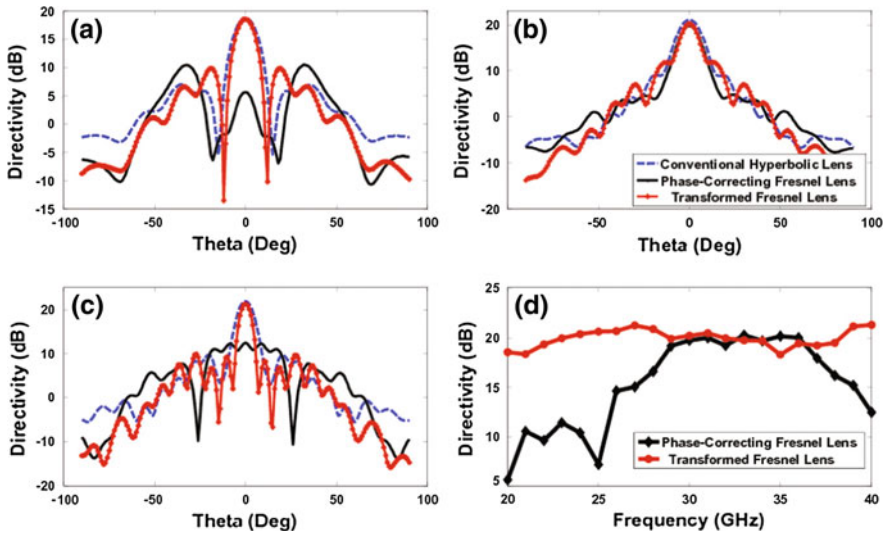 (a)
Directivity (dB)
20
15
10
5
0
-5
-10
15
-100
-50
0
50
100
Theta (Deg)
(b)
Directivity (dB)
20
10
0
-10
-20
-50
0
50
100
Theta (Deg)
Conventional Hyperbolic Lens
Phase-Correcting Fresnel Lens
Transformed Fresnel Lens
(c)
Directivity (dB)
20
10
0
-10
-20
-100
-50
0
50
100
Theta (Deg)
(d)
Directivity (dB)
25
20
15
10
5
20
25
30
35
40
Frequency (GHz)
Phase-Correcting Fresnel Lens
Transformed Fresnel Lens